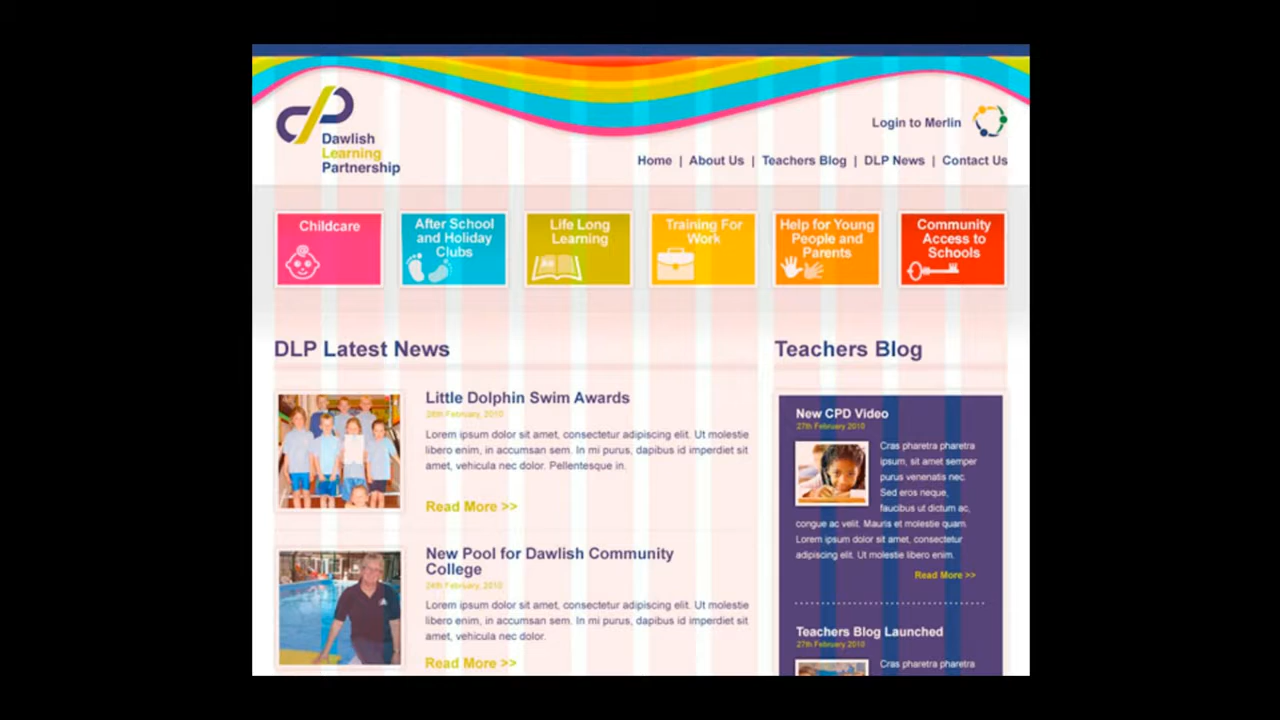 Dawlish
Learning
Partnership
Login to Merlin
Home | About Us | Teachers Blog | DLP News | Contact Us
Childcare
After School
and Holiday
Clubs
Life Long
Learning
Training For
Work
Help for Young
People and
Parents
Community
Access to
Schools
DLP Latest News
Little Dolphin Swim Awards
26th February, 2010
Lorem ipsum dolor sit amet, consectetur adipiscing elit. Ut molestie
libero enim, in accumsan sem. In mi purus, dapibus id imperdiet sit
amet, vehicula nec dolor. Pellentesque in.
Read More >>
New Pool for Dawlish Community
College
24th February, 2010
Lorem ipsum dolor sit amet, consectetur adipiscing elit. Ut molestie
libero enim, in accumsan sem. In mi purus, dapibus id imperdiet sit
amet, vehicula nec dolor.
Read More >>
Teachers Blog
New CPD Video
27th February 2010
Cras pharetra pharetra
ipsum, sit amet semper
purus venenatis nec.
Sed eros neque,
faucibus ut dictum ac,
congue ac velit. Mauris et molestie quam.
Lorem ipsum dolor sit amet, consectetur
adipiscing elit. Ut molestie libero enim.
Read More >>
Teachers Blog Launched
27th February 2010
Cras pharetra pharetra